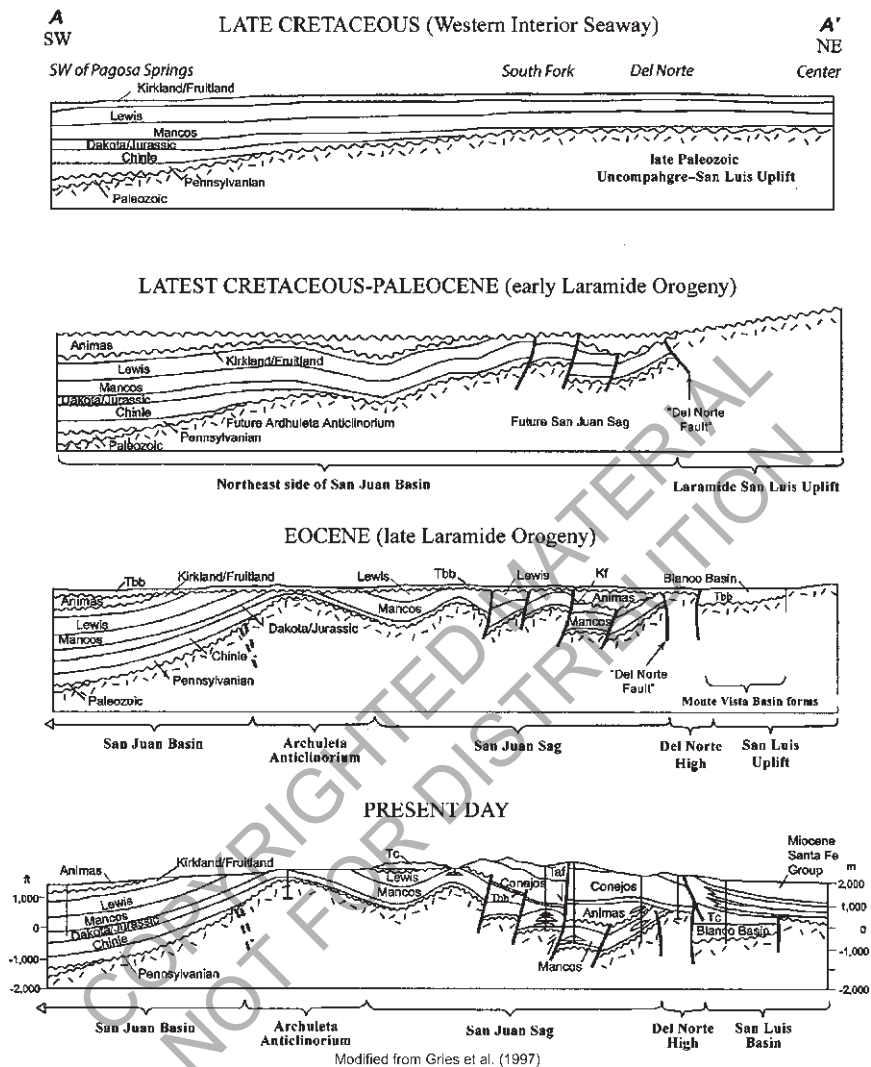 A
A'
LATE CRETACEOUS (Western Interior Seaway)
SW
NE
SW of Pagosa Springs
South Fork
Del Norte
Center
Kirkland/Fruitland
Lewis
Mancos
Dakota/Jurassic
Chinle
Pennsylvanian
Paleozoic
late Paleozoic
Uncompahgre–San Luis Uplift
LATEST CRETACEOUS-PALEOCENE (early Laramide Orogeny)
Animas
Kirkland/Fruitland
Lewis
Mancos
Dakota/Jurassic
Chinle
Future Ardhuleta Anticlinorium
Pennsylvanian
Paleozoic
Future San Juan Sag
"Del Norte
Fault"
Northeast side of San Juan Basin
Laramide San Luis Uplift
EOCENE (late Laramide Orogeny)
Tbb
Kirkland/Fruitland
Lewis
Tbb
Lewis
Kf
Blanco Basin
Animas
Animas
Tbb
Lewis
Mancos
Mancos
Mancos
Dakota/Jurassic
Chinle
Pennsylvanian
Paleozoic
"Del Norte
Fault"
Monte Vista Basin forms
San Juan Basin
Archuleta
Anticlinorium
San Juan Sag
Del Norte
High
San Luis
Uplift
PRESENT DAY
Animas
Kirkland/Fruitland
Tc
Miocene
Santa Fe
Group
ft
m
Lewis
Conejos
Taf
Conejos
2,000
1,000
Lewis
Mancos
Tbb
1,000
Mancos
Animas
Tc
0
Dakota/Jurassic
Blanco Basin
0
Chinle
-1,000
Mancos
-1,000
Pennsylvanian
-2,000
-2,000
San Juan Basin
Archuleta
Anticlinorium
San Juan Sag
Del Norte
High
San Luis
Basin
Modified from Gries et al. (1997)
COPYRIGHTED MATERIAL
NOT FOR DISTRIBUTION